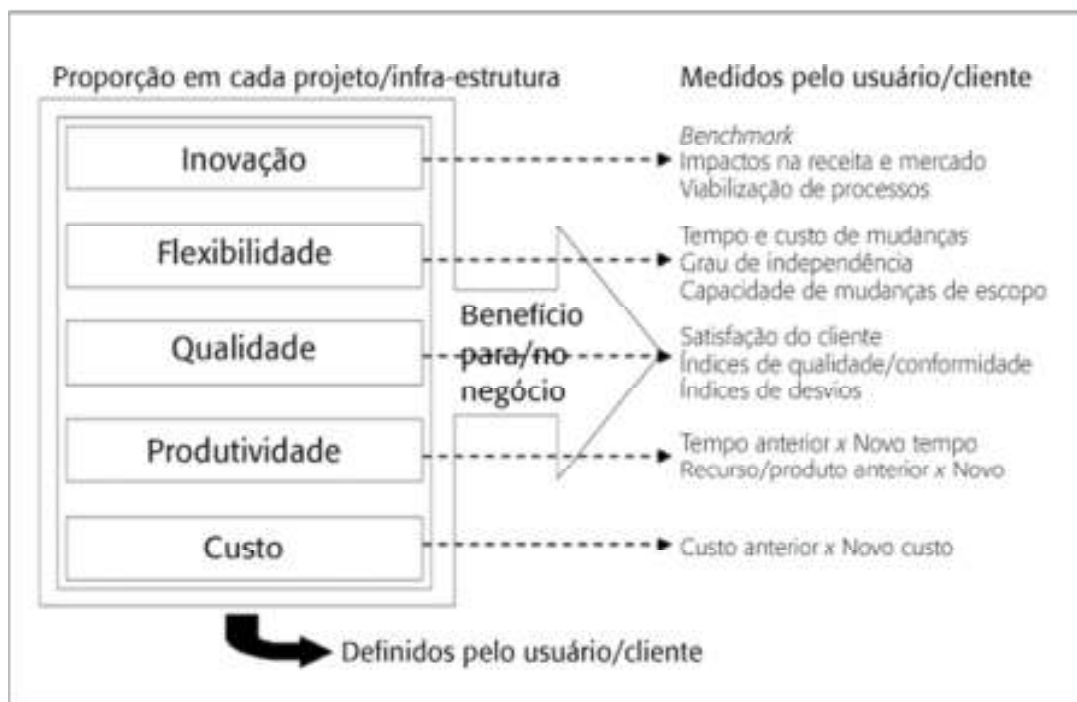 Proporção em cada projeto/infra-estrutura
Inovação
Flexibilidade
Qualidade
Produtividade
Custo
Benefício
para/no
negócio
Definidos pelo usuário/cliente
Medidos pelo usuário/cliente
Benchmark
Impactos na receita e mercado
Viabilização de processos
Tempo e custo de mudanças
Grau de independência
Capacidade de mudanças de escopo
Satisfação do cliente
Índices de qualidade/conformidade
Índices de desvios
Tempo anterior x Novo tempo
Recurso/produto anterior x Novo
Custo anterior x Novo custo